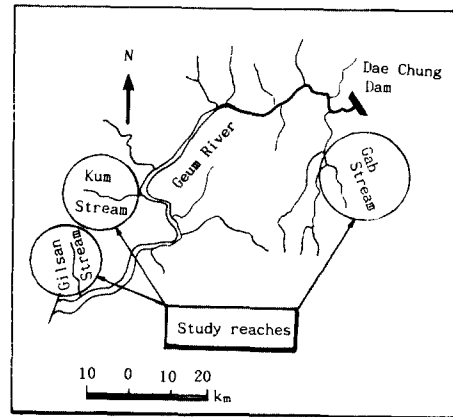 N
Dae Chung
Dam
Geum River
Gab
Stream
Kum
Stream
Gilsan
Stream
Study reaches
10 0 10 20
km